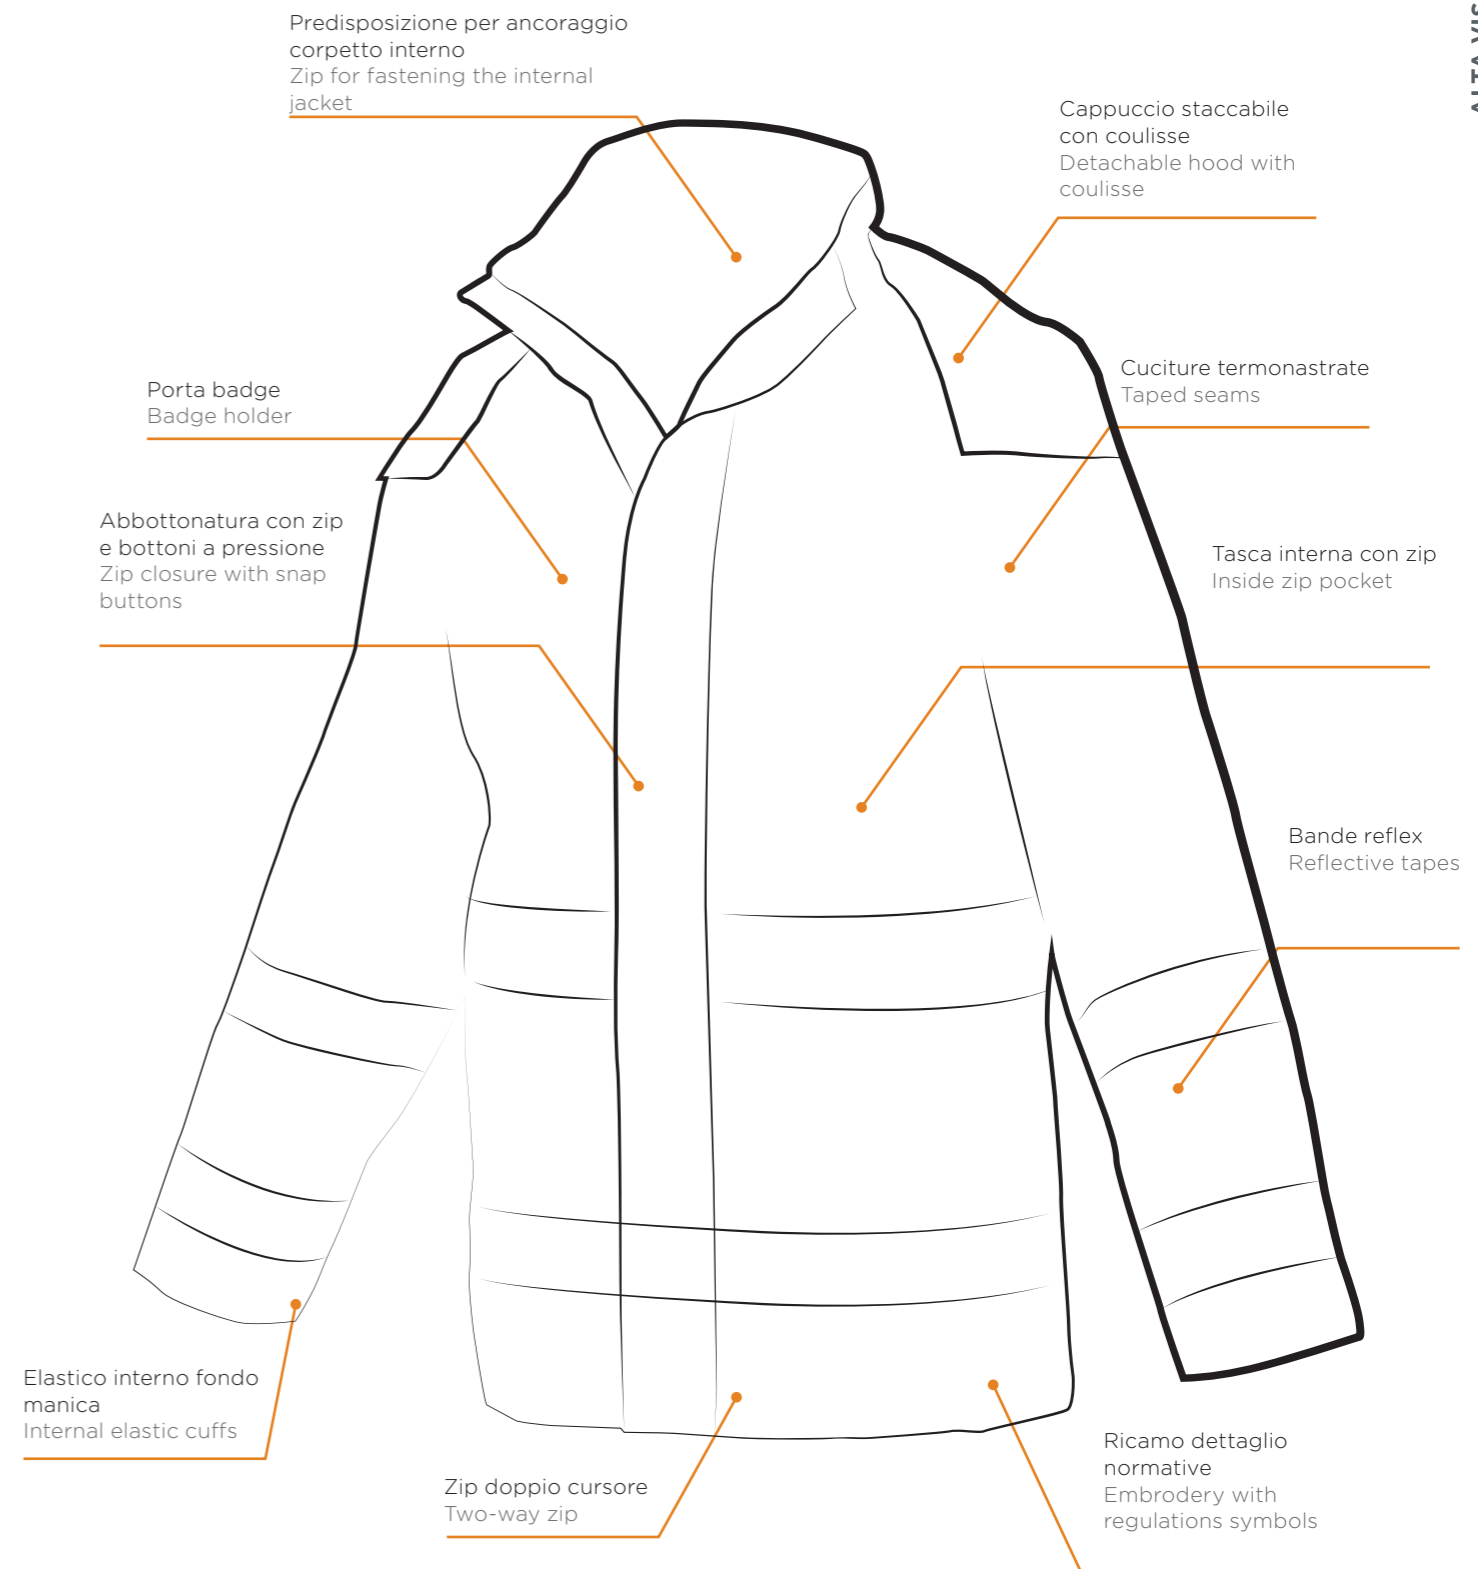 Predisposizione per ancoraggio
corpetto interno
Zip for fastening the internal
jacket
Cappuccio staccabile
con coulisse
Detachable hood with
coulisse
Porta badge
Badge holder
Cuciture termonastrate
Taped seams
Abbottonatura con zip
e bottoni a pressione
Zip closure with snap
buttons
Tasca interna con zip
Inside zip pocket
Bande reflex
Reflective tapes
Elastico interno fondo
manica
Internal elastic cuffs
Zip doppio cursore
Two-way zip
Ricamo dettaglio
normative
Embrodery with
regulations symbols
ALTA VIS